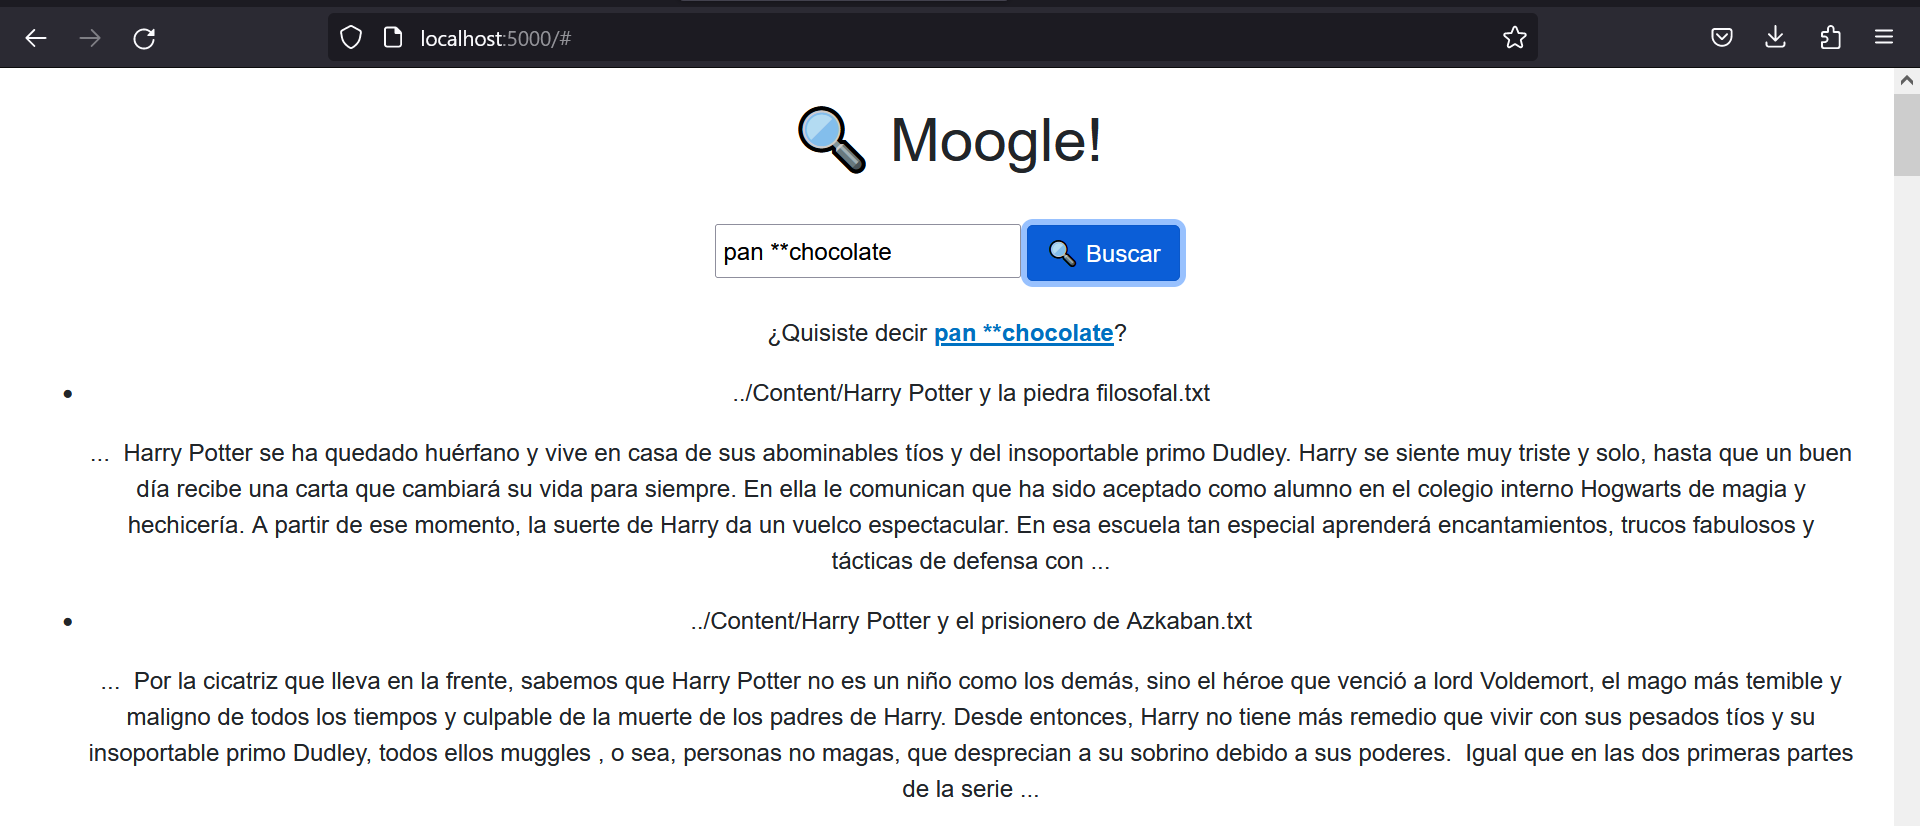 localhost:5000/#
Moogle!
pan **chocolate
Buscar
¿Quisiste decir pan **chocolate?
../Content/Harry Potter y la piedra filosofal.txt
... Harry Potter se ha quedado huérfano y vive en casa de sus abominables tíos y del insoportable primo Dudley. Harry se siente muy triste y solo, hasta que un buen
día recibe una carta que cambiará su vida para siempre. En ella le comunican que ha sido aceptado como alumno en el colegio interno Hogwarts de magia y
hechicería. A partir de ese momento, la suerte de Harry da un vuelco espectacular. En esa escuela tan especial aprenderá encantamientos, trucos fabulosos y
tácticas de defensa con ...
../Content/Harry Potter y el prisionero de Azkaban.txt
... Por la cicatriz que lleva en la frente, sabemos que Harry Potter no es un niño como los demás, sino el héroe que venció a lord Voldemort, el mago más temible y
maligno de todos los tiempos y culpable de la muerte de los padres de Harry. Desde entonces, Harry no tiene más remedio que vivir con sus pesados tíos y su
insoportable primo Dudley, todos ellos muggles , o sea, personas no magas, que desprecian a su sobrino debido a sus poderes. Igual que en las dos primeras partes
de la serie ...